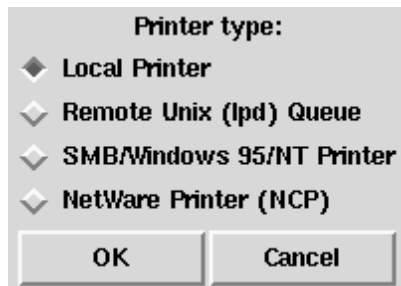 Printer type:
Local Printer
Remote Unix (lpd) Queue
SMB/Windows 95/NT Printer
NetWare Printer (NCP)
OK
Cancel